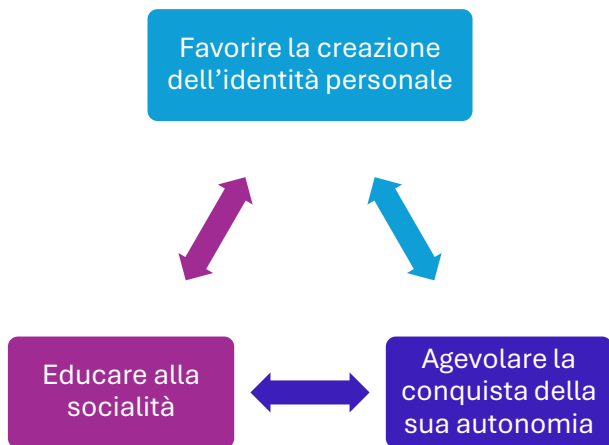 Favorire la creazione
dell’identità personale
Educare alla
socialità
Agevolare la
conquista della
sua autonomia